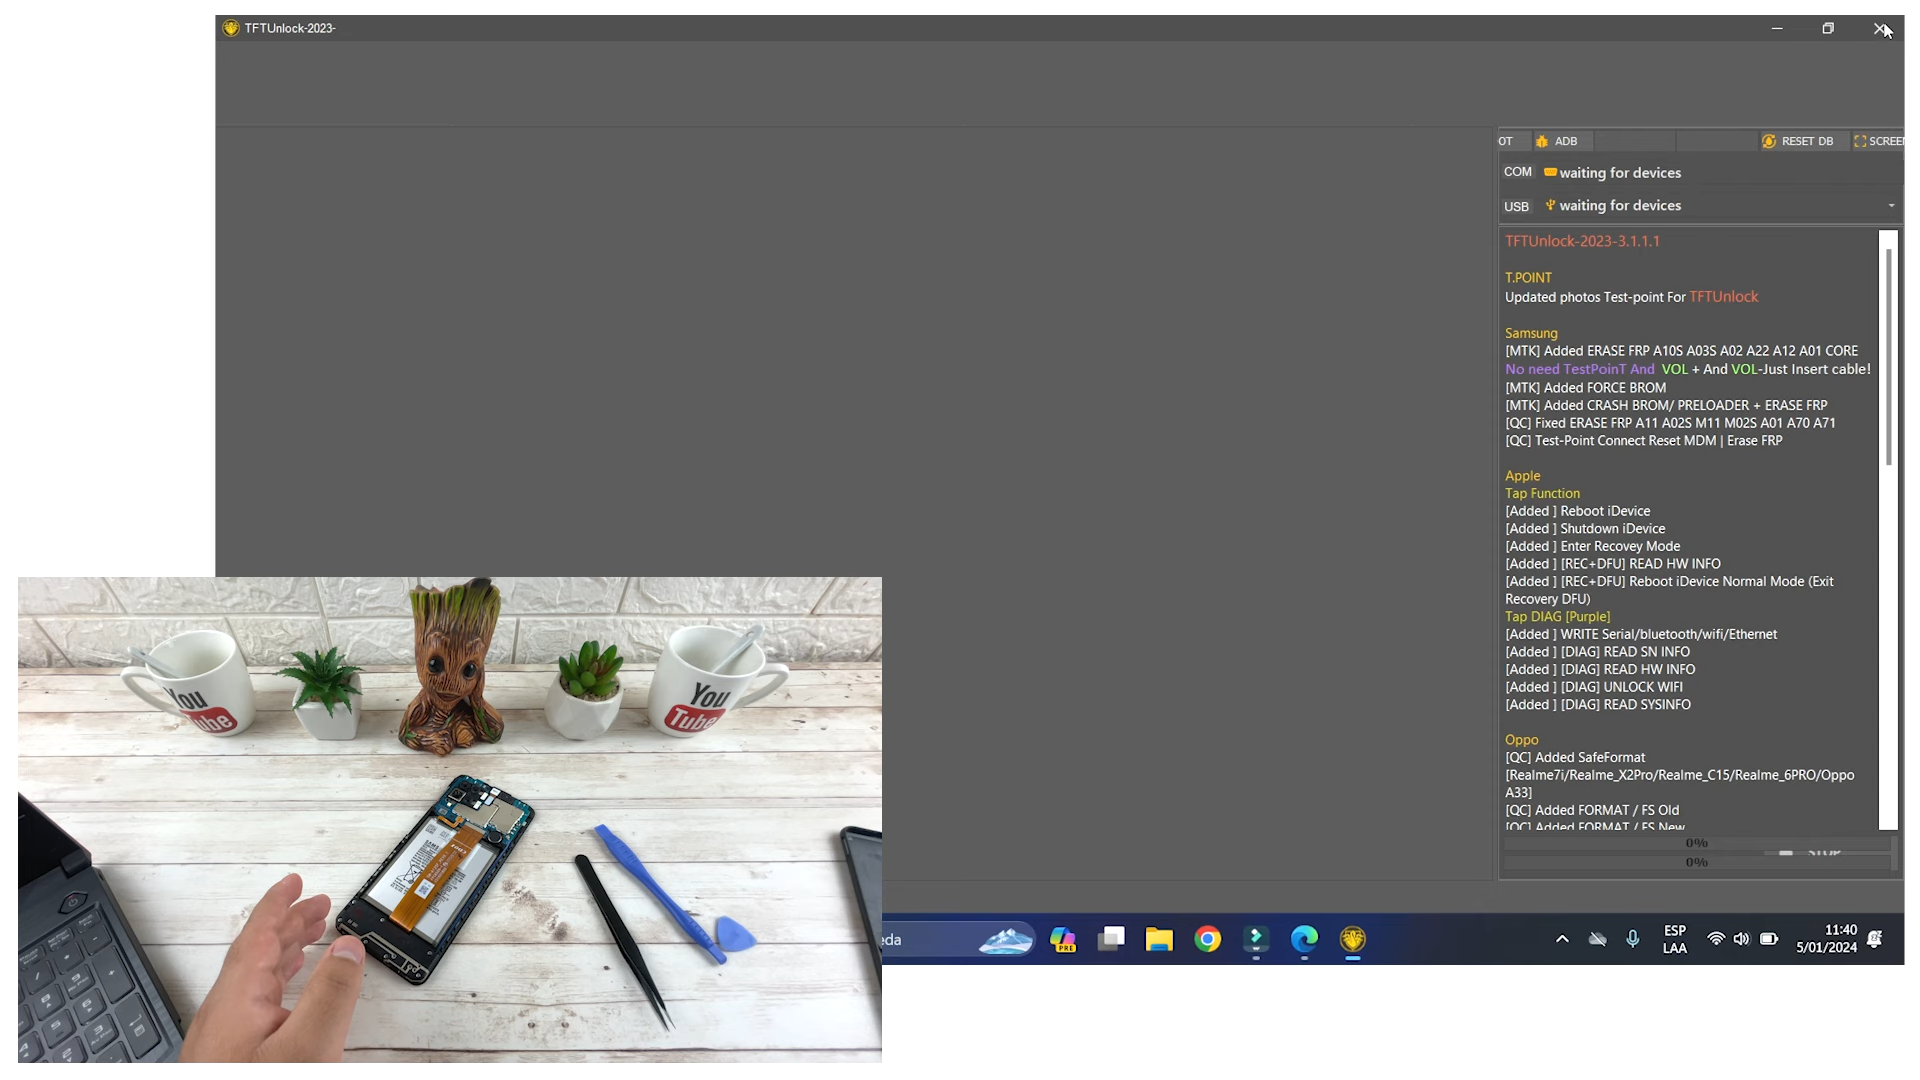 TFTUnlock-2023-
OT
ADB
RESET DB
SCREE
COM
waiting for devices
USB
waiting for devices
TFTUnlock-2023-3.1.1.1
T.POINT
Updated photos Test-point For TFTUnlock
Samsung
[MTK] Added ERASE FRP A10S A03S A02 A22 A12 A01 CORE
No need TestPoinT And VOL + And VOL-Just Insert cable!
[MTK] Added FORCE BROM
[MTK] Added CRASH BROM/ PRELOADER + ERASE FRP
[QC] Fixed ERASE FRP A11 A02S M11 M02S A01 A70 A71
[QC] Test-Point Connect Reset MDM | Erase FRP
Apple
Tap Function
[Added ] Reboot iDevice
[Added ] Shutdown iDevice
[Added ] Enter Recovey Mode
[Added ] [REC+DFU] READ HW INFO
[Added ] [REC+DFU] Reboot iDevice Normal Mode (Exit
Recovery DFU)
Tap DIAG [Purple]
[Added ] WRITE Serial/bluetooth/wifi/Ethernet
[Added ] [DIAG] READ SN INFO
[Added ] [DIAG] READ HW INFO
[Added ] [DIAG] UNLOCK WIFI
[Added ] [DIAG] READ SYSINFO
Oppo
[QC] Added SafeFormat
[Realme7i/Realme_X2Pro/Realme_C15/Realme_6PRO/Oppo
A33]
[QC] Added FORMAT / FS Old
[QC] Added FORMAT / FS New
0%
STOP
0%
You
Tube
You
Tube
eda
PRE
ESP
LAA
11:40
5/01/2024